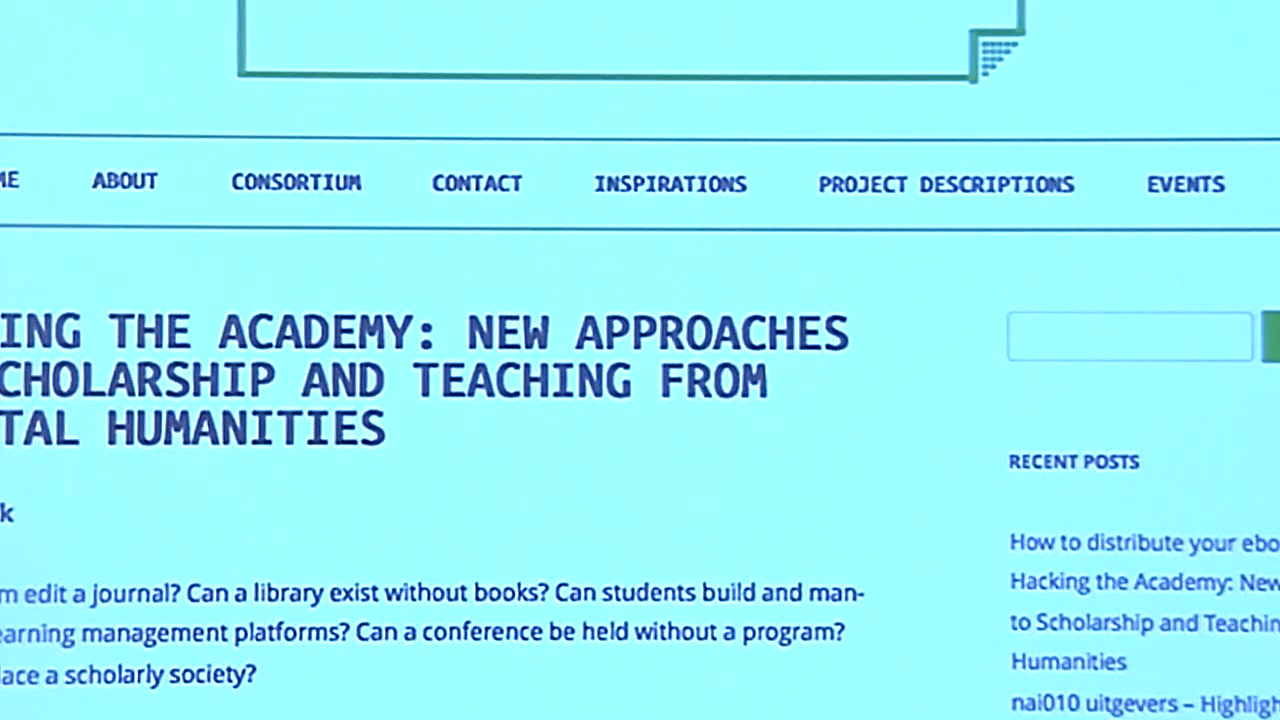 ME ABOUT CONSORTIUM CONTACT INSPIRATIONS PROJECT DESCRIPTIONS EVENTS
ING THE ACADEMY: NEW APPROACHES
CHOLARSHIP AND TEACHING FROM
TAL HUMANITIES
k
m edit a journal? Can a library exist without books? Can students build and man-
earning management platforms? Can a conference be held without a program?
lace a scholarly society?
RECENT POSTS
How to distribute your ebo
Hacking the Academy: New
to Scholarship and Teachin
Humanities
nai010 uitgevers – Highligh